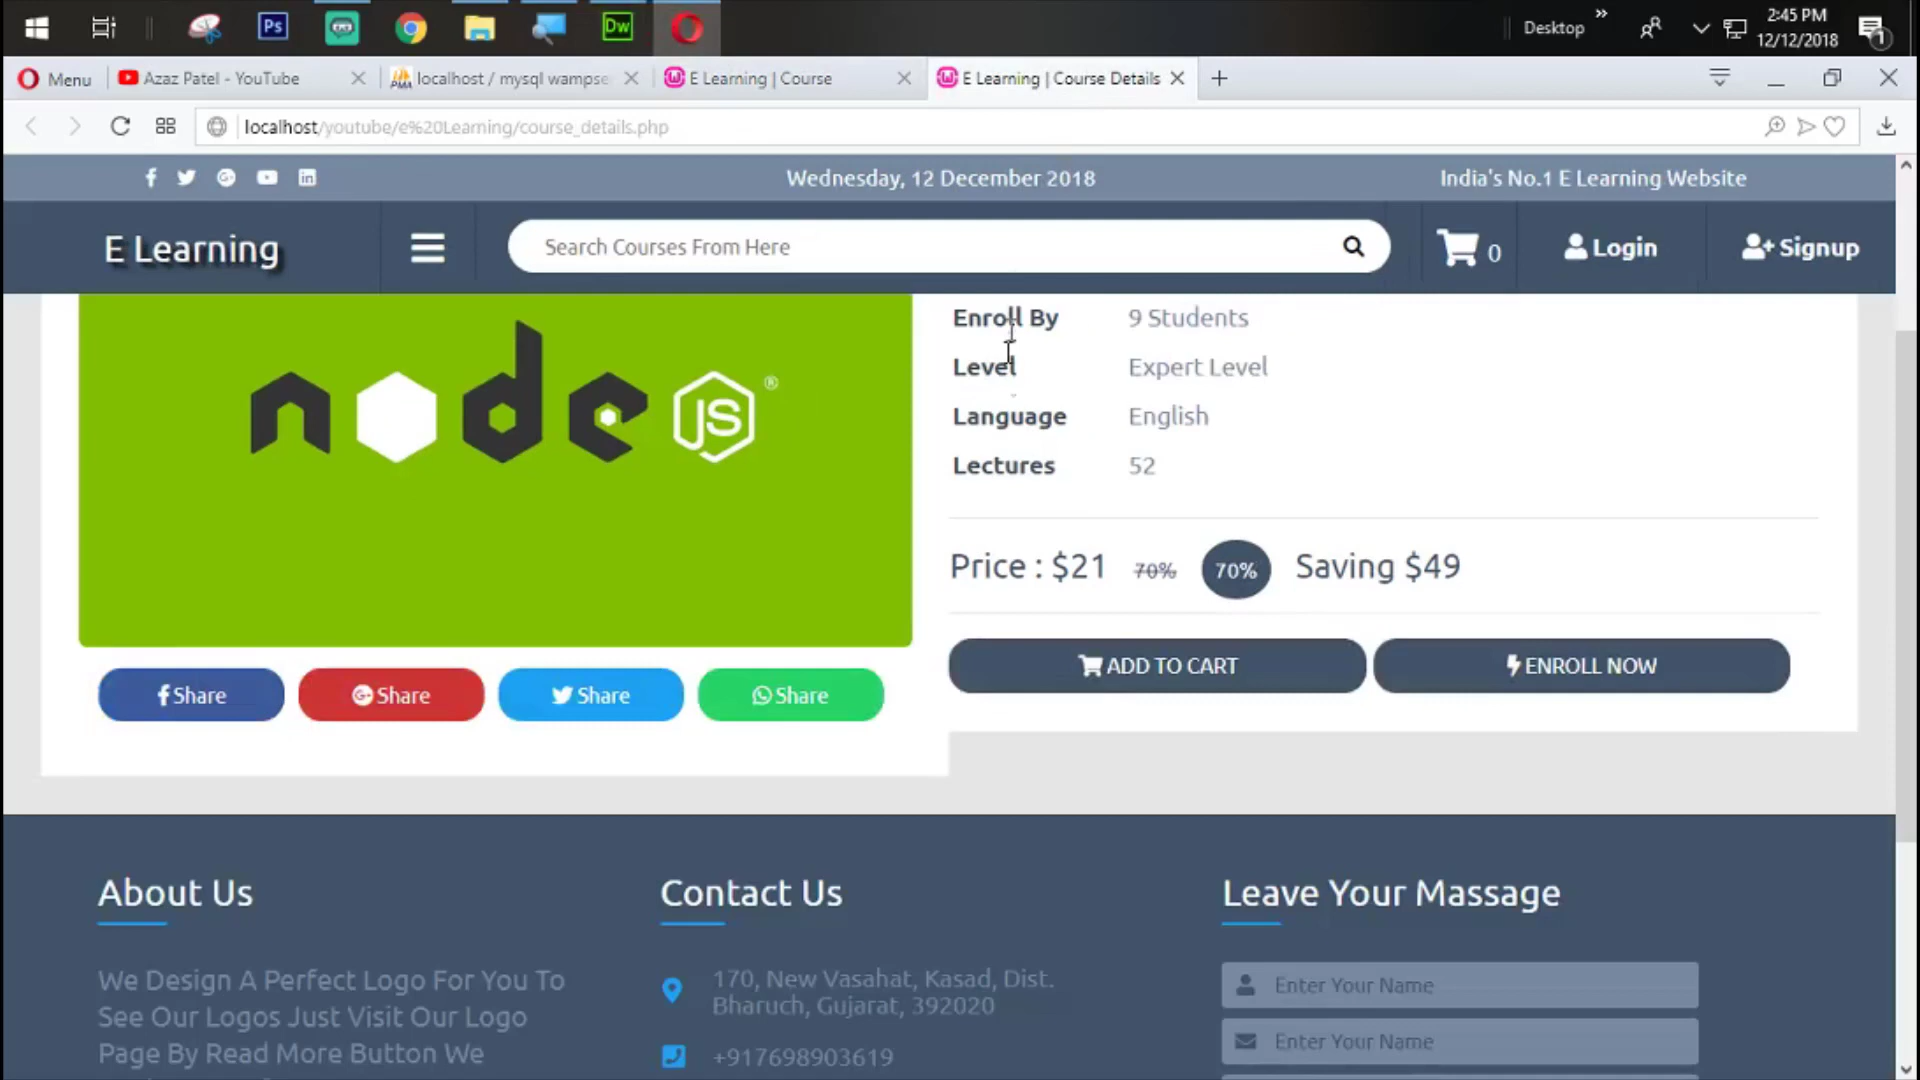 Ps
Dw
Desktop
»
2:45 PM
12/12/2018
1
Menu
Azaz Patel - YouTube
localhost / mysql wampse
E Learning | Course
E Learning | Course Details
localhost/youtube/e%20Learning/course_details.php
Wednesday, 12 December 2018
India's No.1 E Learning Website
E Learning
Search Courses From Here
0
Login
Signup
node JS ®
Enroll By 9 Students
Level Expert Level
Language English
Lectures 52
Price : $21 70% 70% Saving $49
ADD TO CART
ENROLL NOW
Share
Share
Share
Share
About Us
We Design A Perfect Logo For You To
See Our Logos Just Visit Our Logo
Page By Read More Button We
Contact Us
170, New Vasahat, Kasad, Dist.
Bharuch, Gujarat, 392020
+917698903619
Leave Your Massage
Enter Your Name
Enter Your Name